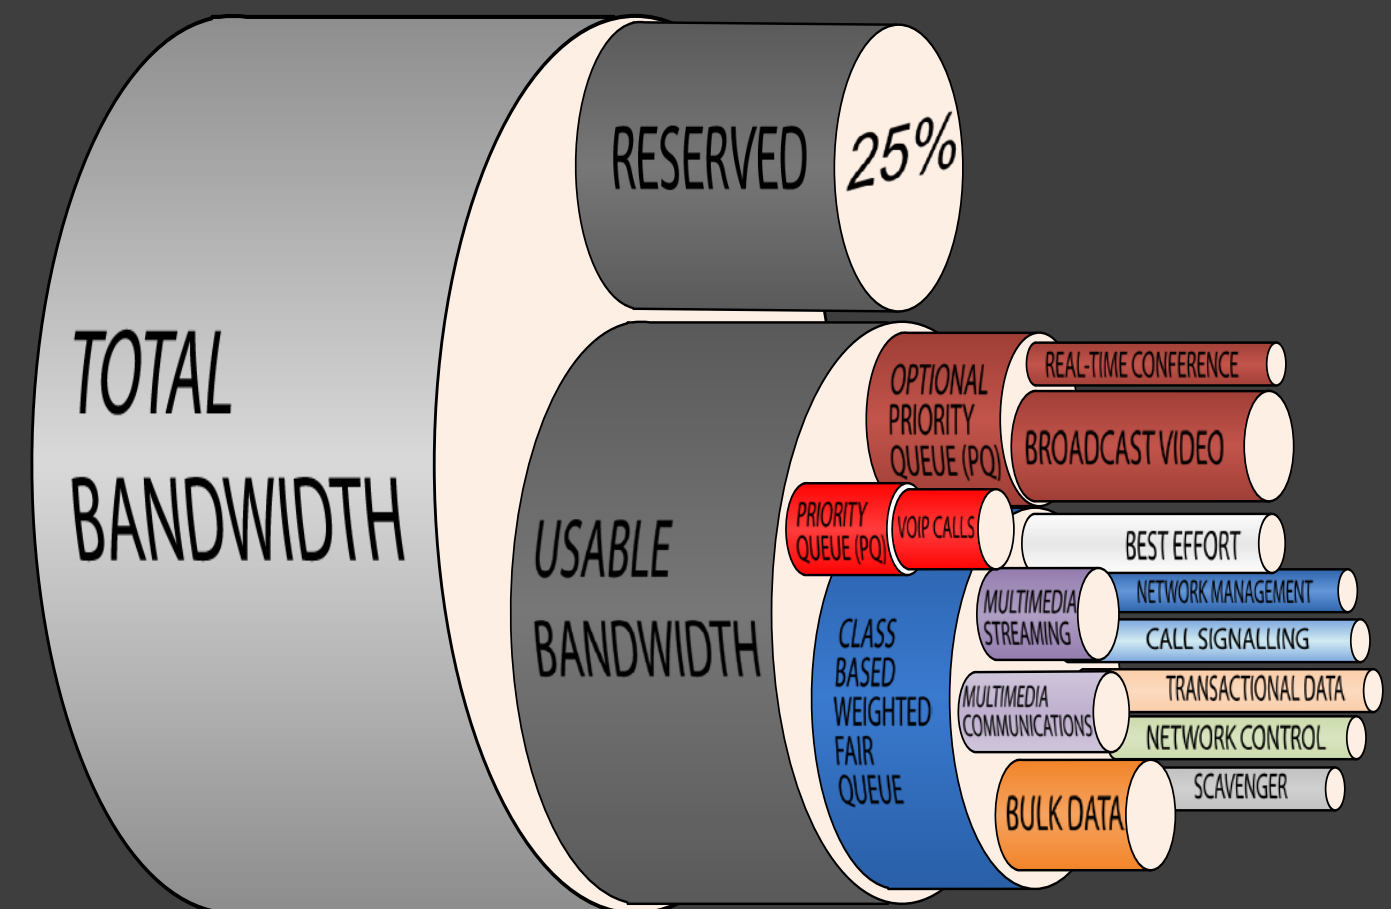 TOTAL
BANDWIDTH
RESERVED
25%
USABLE
BANDWIDTH
OPTIONAL
PRIORITY
QUEUE (PQ)
REAL-TIME CONFERENCE
BROADCAST VIDEO
PRIORITY
QUEUE (PQ)
VOIP CALLS
CLASS
BASED
WEIGHTED
FAIR
QUEUE
BEST EFFORT
MULTIMEDIA
STREAMING
NETWORK MANAGEMENT
CALL SIGNALLING
MULTIMEDIA
COMMUNICATIONS
TRANSACTIONAL DATA
NETWORK CONTROL
BULK DATA
SCAVENGER